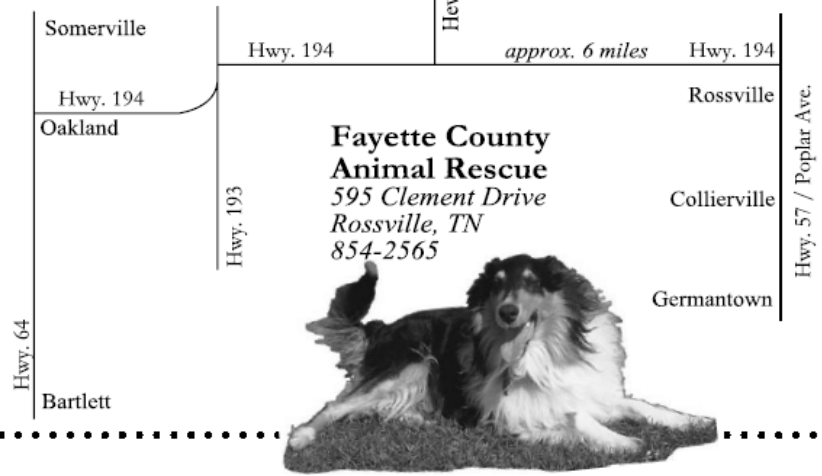 Somerville
Hwy. 194
approx. 6 miles
Hwy. 194
Hwy. 194
Rossville
Oakland
Fayette County
Animal Rescue
595 Clement Drive
Rossville, TN
854-2565
Hwy. 193
Collierville
Hwy. 57 / Poplar Ave.
Germantown
Hwy. 64
Bartlett